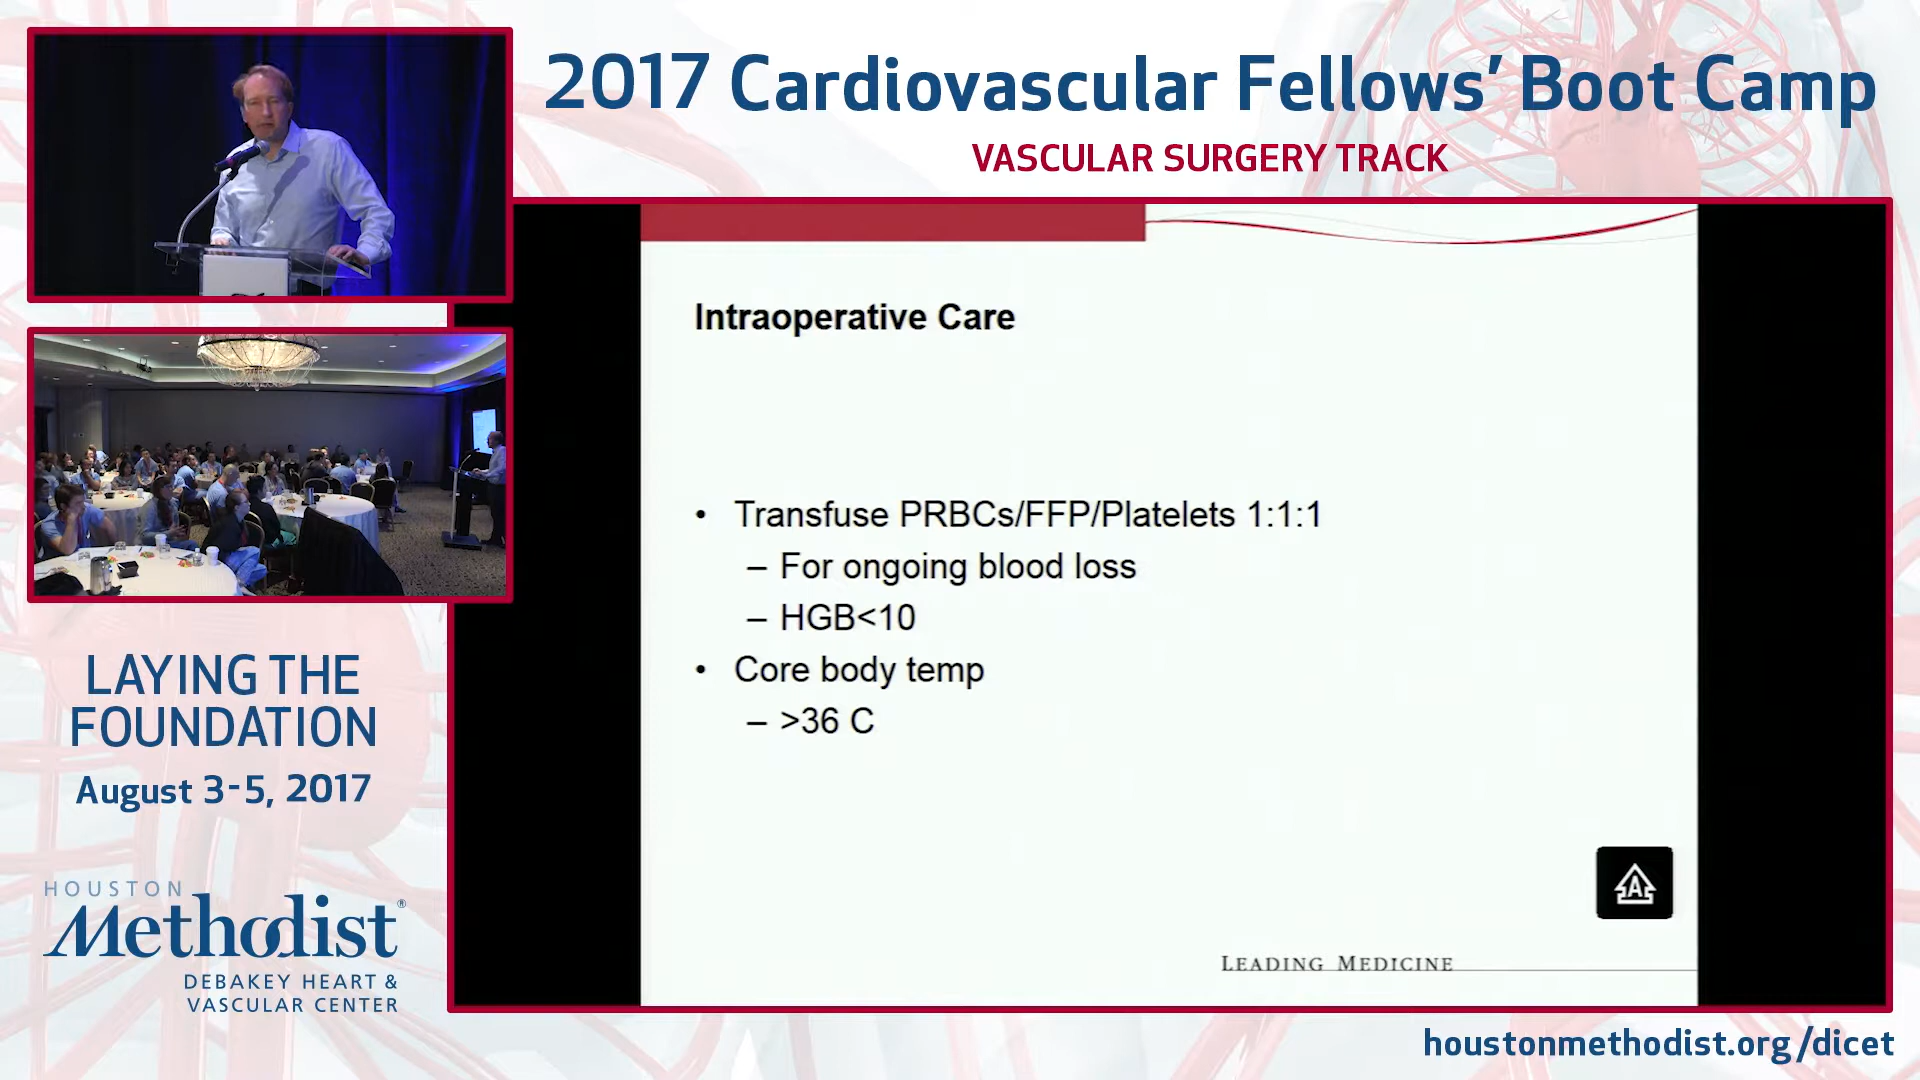 2017 Cardiovascular Fellows’ Boot Camp
VASCULAR SURGERY TRACK
Intraoperative Care
• Transfuse PRBCs/FFP/Platelets 1:1:1
– For ongoing blood loss
– HGB<10
• Core body temp
– >36 C
A
LEADING MEDICINE
LAYING THE
FOUNDATION
August 3-5, 2017
HOUSTON
Methodist®
DEBAKEY HEART &
VASCULAR CENTER
houstonmethodist.org/dicet